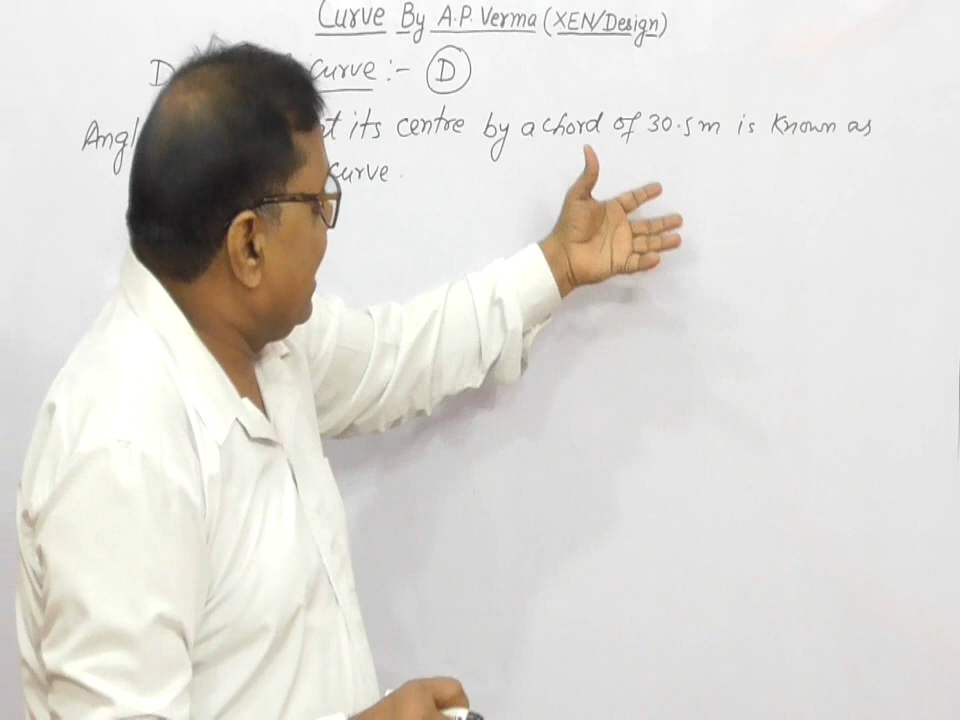 Curve By A.P. Verma (XEN/Design)
D curve :- (D)
Angl t its centre by a chord of 30.5m is known as
curve.